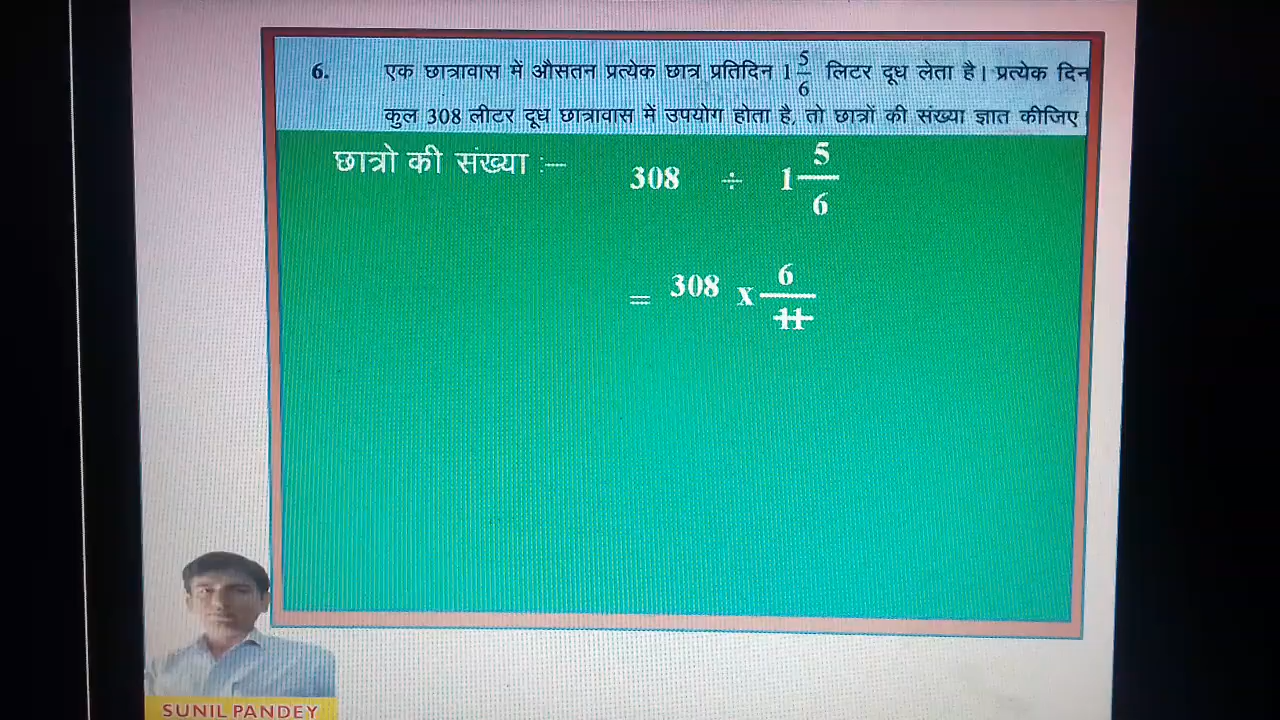 6. एक छात्रावास में औसतन प्रत्येक छात्र प्रतिदिन 1 5/6 लिटर दूध लेता है। प्रत्येक दिन
कुल 308 लीटर दूध छात्रावास में उपयोग होता है, तो छात्रों की संख्या ज्ञात कीजिए
छात्रो की संख्या :— 308 ÷ 1 5/6
= 308 x 6/11
SUNIL PANDEY